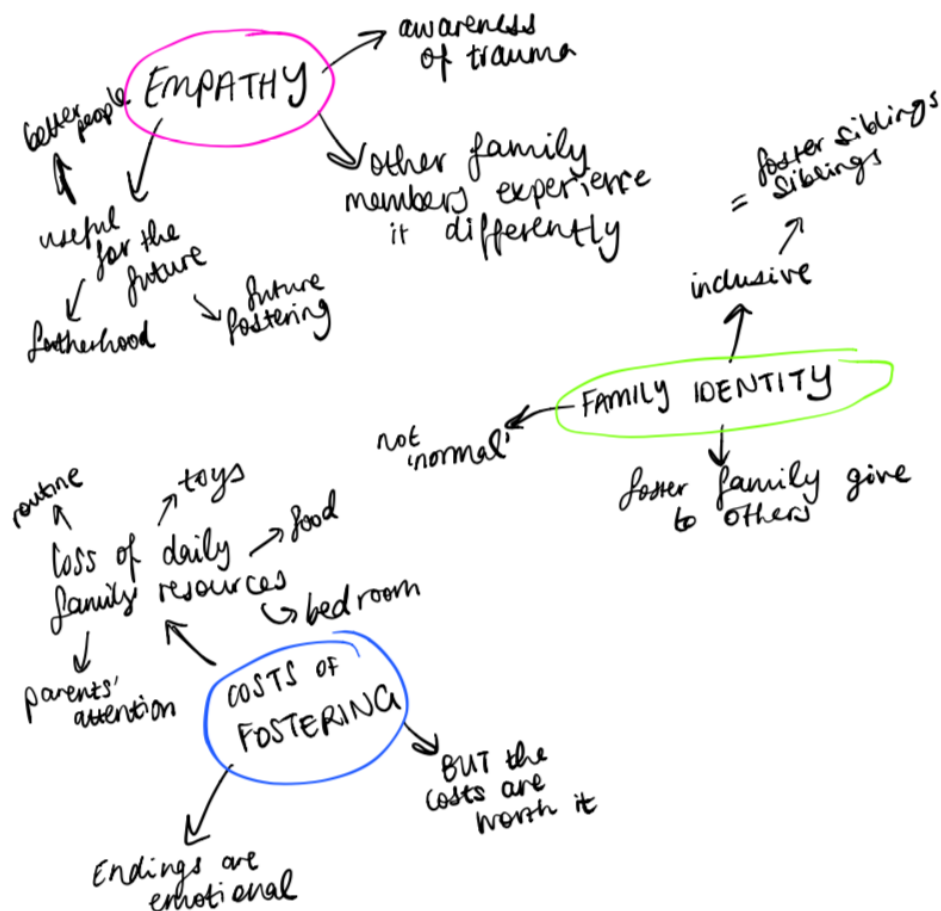 EMPATHY
awareness
of trauma
other family
members experience
it differently
useful
for the
future
better
people
fatherhood
future
fostering
FAMILY IDENTITY
inclusive
foster siblings
= siblings
not
'normal'
foster family give
to others
COSTS OF
FOSTERING
loss of daily
family resources
routine
toys
food
bedroom
parents'
attention
BUT the
costs are
worth it
Endings are
emotional